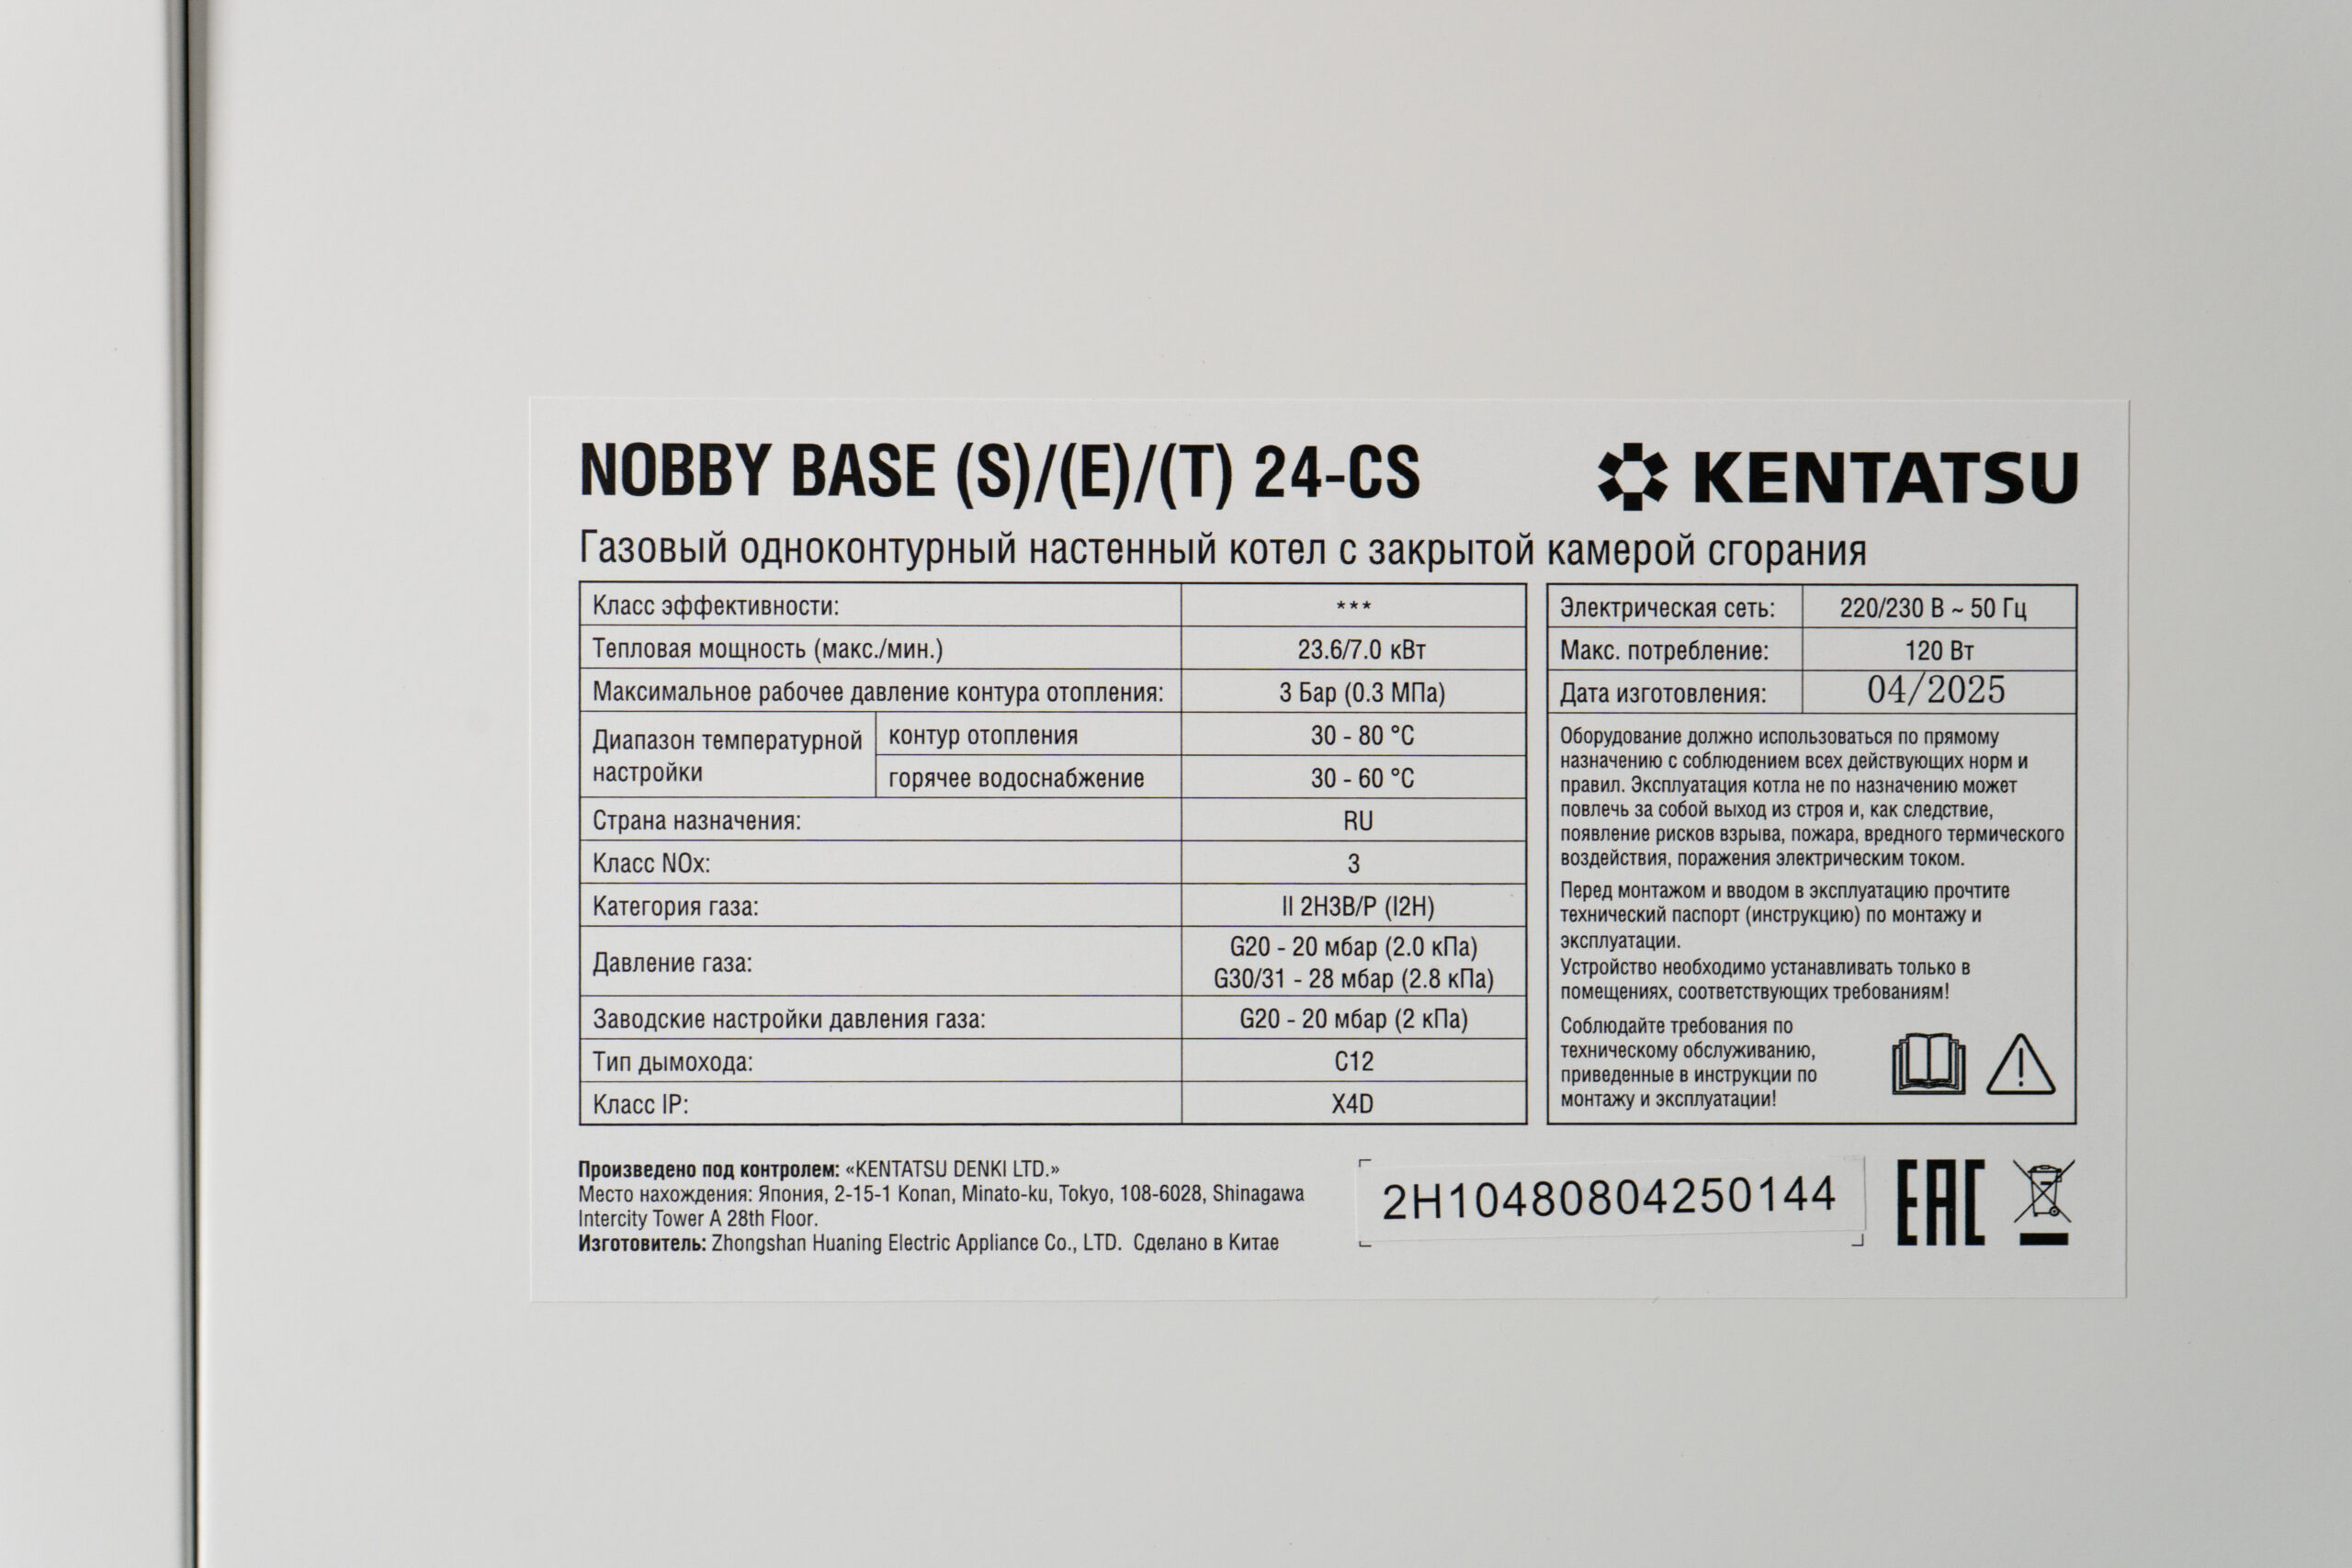 NOBBY BASE (S)/(E)/(T) 24-CS
KENTATSU
Газовый одноконтурный настенный котел с закрытой камерой сгорания
Класс эффективности: ***
Тепловая мощность (макс./мин.) 23.6/7.0 кВт
Максимальное рабочее давление контура отопления: 3 Бар (0.3 МПа)
Диапазон температурной настройки
контур отопления 30 - 80 °C
горячее водоснабжение 30 - 60 °C
Страна назначения: RU
Класс NOx: 3
Категория газа: II 2H3B/P (I2H)
Давление газа: G20 - 20 мбар (2.0 кПа)
G30/31 - 28 мбар (2.8 кПа)
Заводские настройки давления газа: G20 - 20 мбар (2 кПа)
Тип дымохода: C12
Класс IP: X4D
Электрическая сеть: 220/230 В ~ 50 Гц
Макс. потребление: 120 Вт
Дата изготовления: 04/2025
Оборудование должно использоваться по прямому
назначению с соблюдением всех действующих норм и
правил. Эксплуатация котла не по назначению может
повлечь за собой выход из строя и, как следствие,
появление рисков взрыва, пожара, вредного термического
воздействия, поражения электрическим током.
Перед монтажом и вводом в эксплуатацию прочтите
технический паспорт (инструкцию) по монтажу и
эксплуатации.
Устройство необходимо устанавливать только в
помещениях, соответствующих требованиям!
Соблюдайте требования по
техническому обслуживанию,
приведенные в инструкции по
монтажу и эксплуатации!
Произведено под контролем: «KENTATSU DENKI LTD.»
Место нахождения: Япония, 2-15-1 Konan, Minato-ku, Tokyo, 108-6028, Shinagawa
Intercity Tower A 28th Floor.
Изготовитель: Zhongshan Huaning Electric Appliance Co., LTD. Сделано в Китае
2H10480804250144
EAC